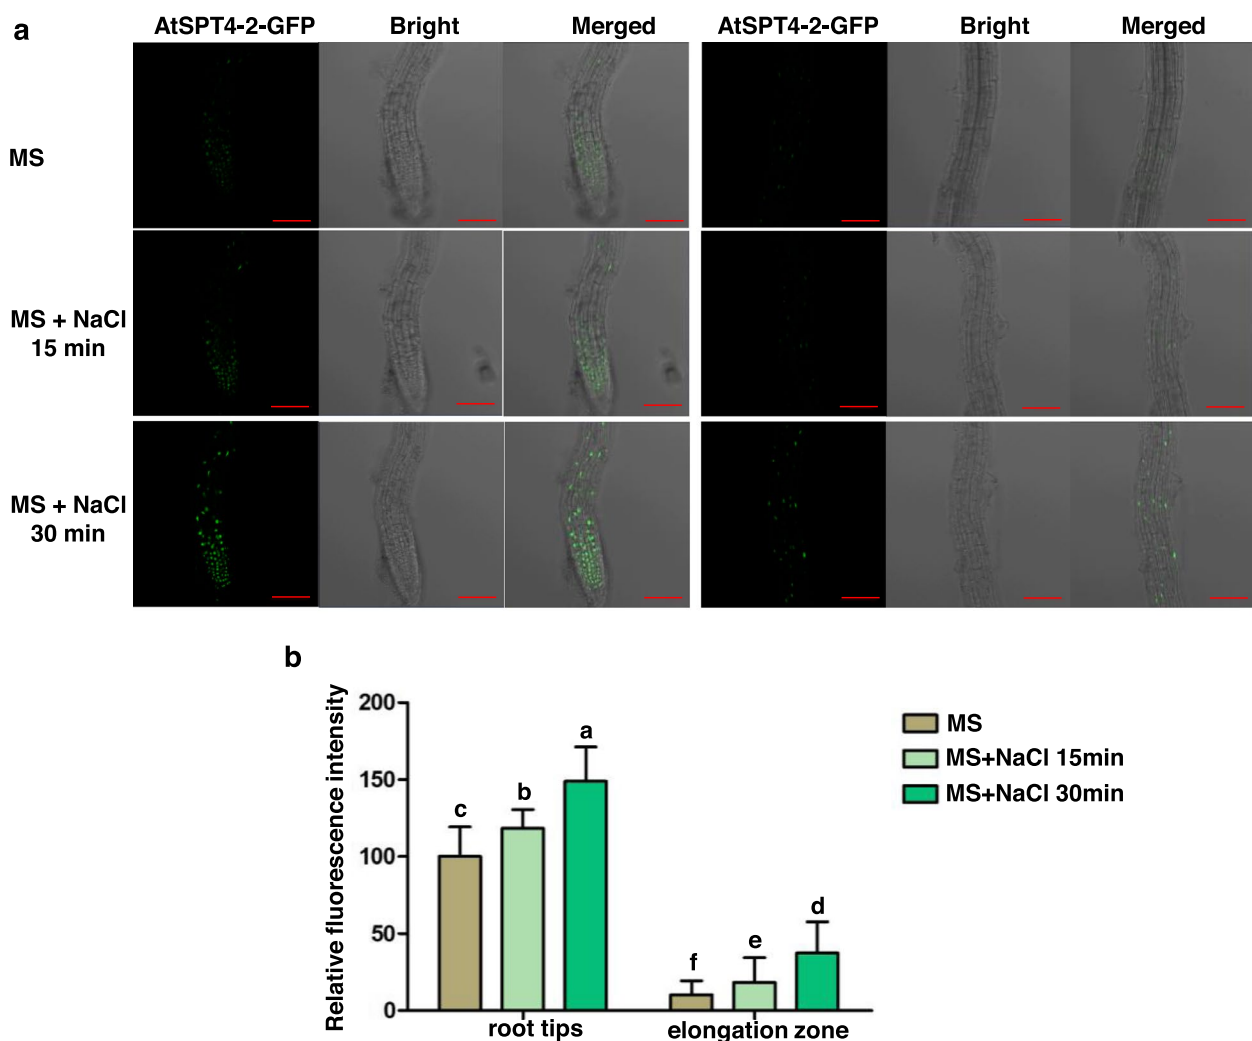 a
AtSPT4-2-GFP Bright Merged AtSPT4-2-GFP Bright Merged
MS
MS + NaCl
15 min
MS + NaCl
30 min
b
Relative fluorescence intensity
200
150
100
50
0
c b a
f e d
root tips elongation zone
MS
MS+NaCl 15min
MS+NaCl 30min